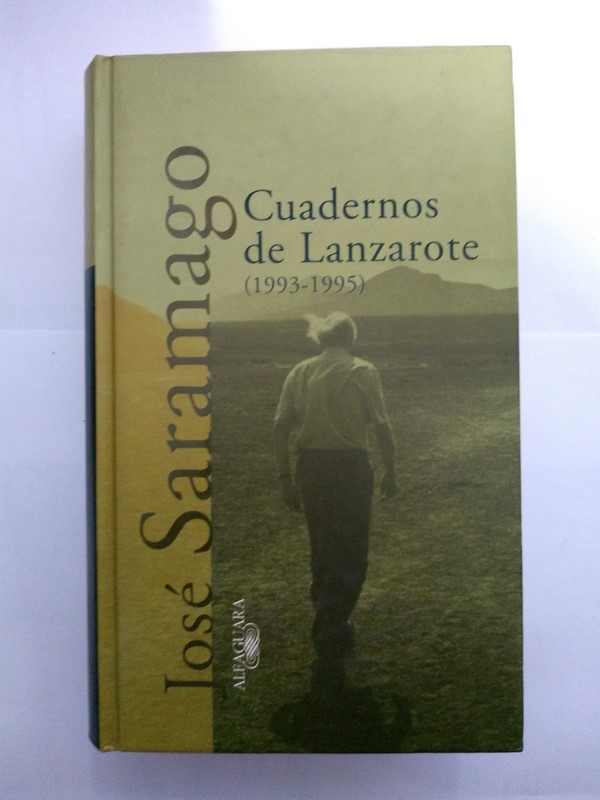 José Saramago
Cuadernos
de Lanzarote
(1993-1995)
ALFAGUARA